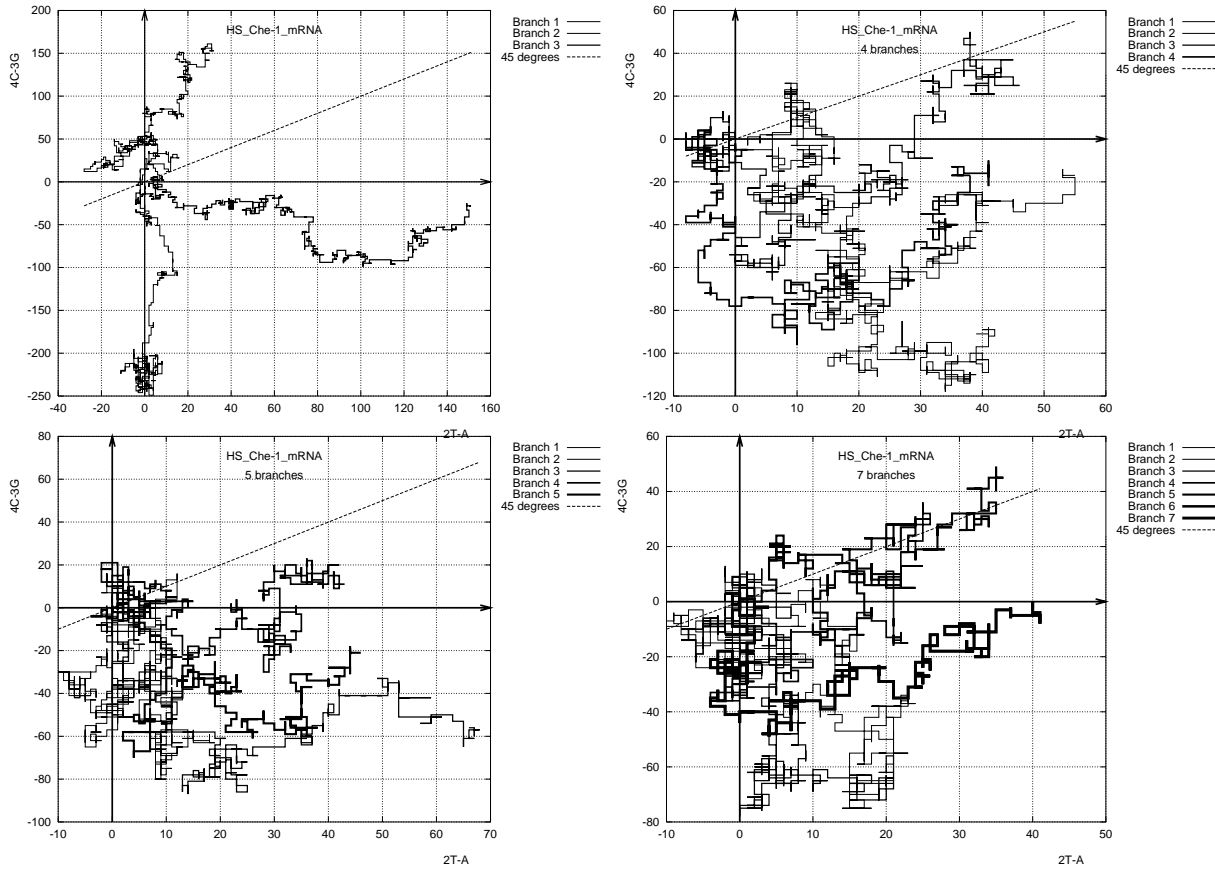 HS_Che-1_mRNA
Branch 1
Branch 2
Branch 3
45 degrees
4C-3G
200
150
100
50
0
-50
-100
-150
-200
-250
-40 -20 0 20 40 60 80 100 120 140 160
2T-A
HS_Che-1_mRNA
4 branches
Branch 1
Branch 2
Branch 3
Branch 4
45 degrees
4C-3G
60
40
20
0
-20
-40
-60
-80
-100
-120
-10 0 10 20 30 40 50 60
2T-A
HS_Che-1_mRNA
5 branches
Branch 1
Branch 2
Branch 3
Branch 4
Branch 5
45 degrees
4C-3G
80
60
40
20
0
-20
-40
-60
-80
-100
-10 0 10 20 30 40 50 60 70
2T-A
HS_Che-1_mRNA
7 branches
Branch 1
Branch 2
Branch 3
Branch 4
Branch 5
Branch 6
Branch 7
45 degrees
4C-3G
60
40
20
0
-20
-40
-60
-80
-10 0 10 20 30 40 50
2T-A